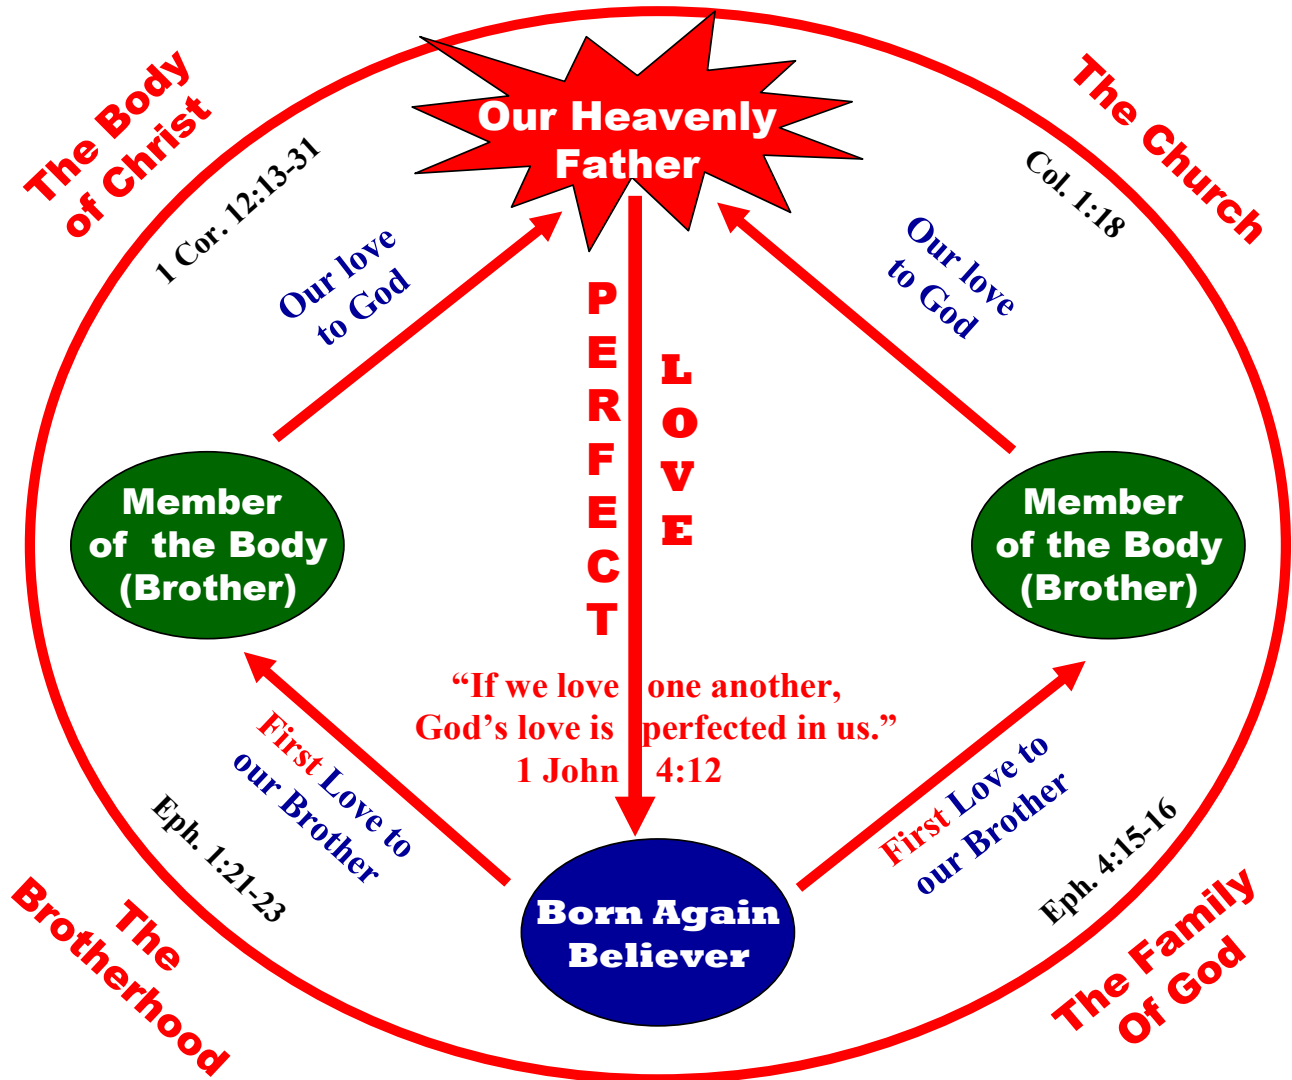 The Body
of Christ
The Church
Our Heavenly
Father
1 Cor. 12:13-31
Col. 1:18
Our love
to God
Our love
to God
PERFECT
LOVE
Member
of the Body
(Brother)
Member
of the Body
(Brother)
“If we love one another,
God’s love is perfected in us.”
1 John 4:12
First Love to
our Brother
First Love to
our Brother
Eph. 1:21-23
Eph. 4:15-16
Born Again
Believer
The
Brotherhood
The Family
Of God